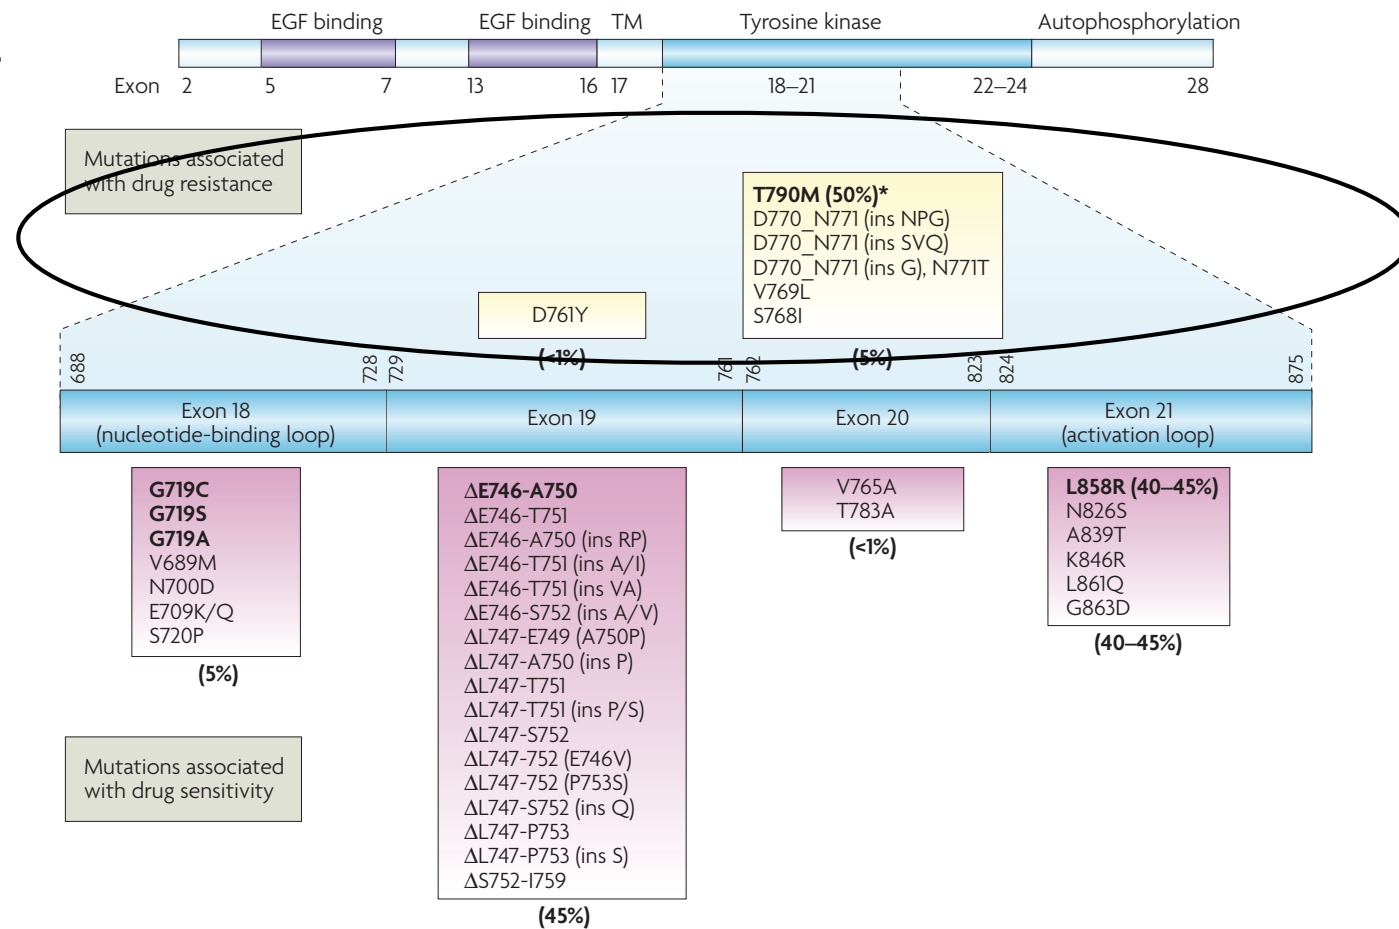 EGF binding
EGF binding
TM
Tyrosine kinase
Autophosphorylation
Exon
2
5
7
13
16
17
18–21
22–24
28
Mutations associated
with drug resistance
T790M (50%)*
D770_N771 (ins NPG)
D770_N771 (ins SVQ)
D770_N771 (ins G), N771T
V769L
S768I
D761Y
(<1%)
(5%)
688
728
729
761
762
823
824
875
Exon 18
(nucleotide-binding loop)
Exon 19
Exon 20
Exon 21
(activation loop)
G719C
G719S
G719A
V689M
N700D
E709K/Q
S720P
(5%)
ΔE746-A750
ΔE746-T751
ΔE746-A750 (ins RP)
ΔE746-T751 (ins A/I)
ΔE746-T751 (ins VA)
ΔE746-S752 (ins A/V)
ΔL747-E749 (A750P)
ΔL747-A750 (ins P)
ΔL747-T751
ΔL747-T751 (ins P/S)
ΔL747-S752
ΔL747-752 (E746V)
ΔL747-752 (P753S)
ΔL747-S752 (ins Q)
ΔL747-P753
ΔL747-P753 (ins S)
ΔS752-I759
(45%)
V765A
T783A
(<1%)
L858R (40–45%)
N826S
A839T
K846R
L861Q
G863D
(40–45%)
Mutations associated
with drug sensitivity